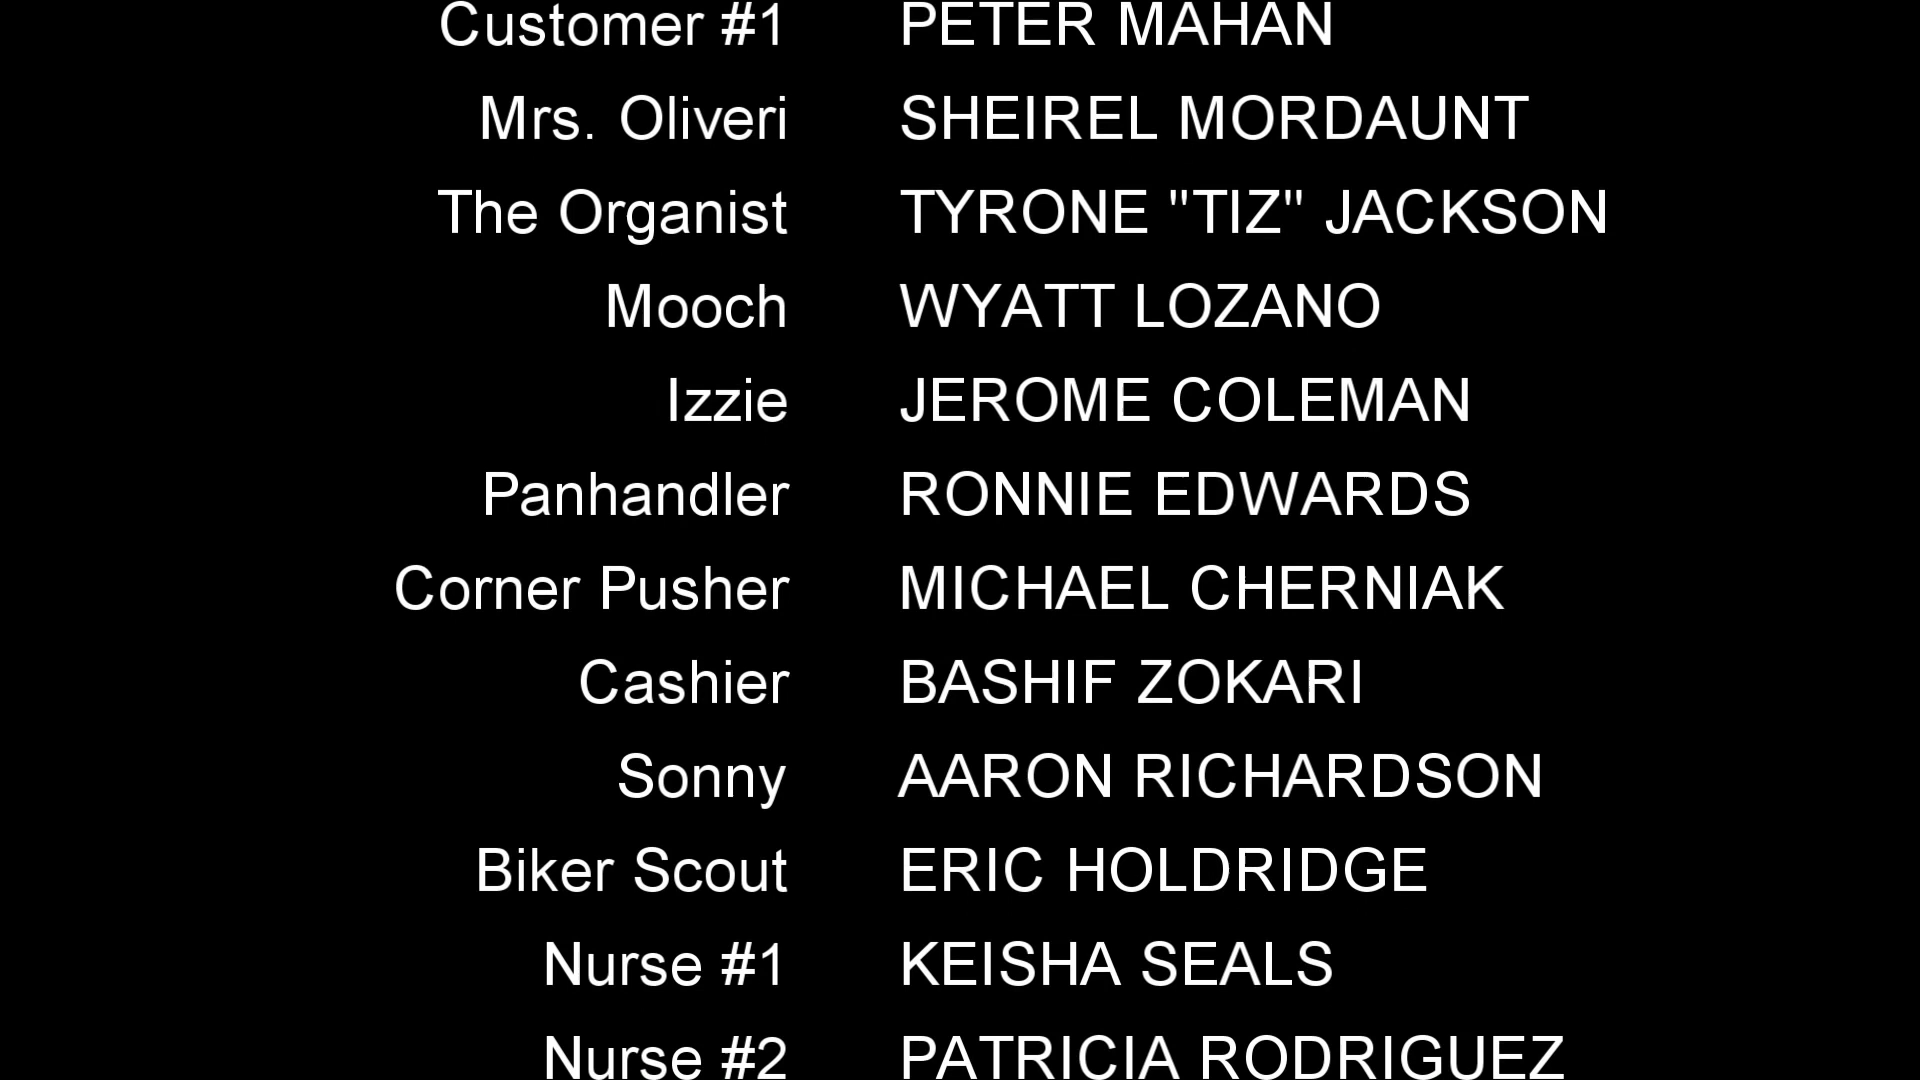 Customer #1 PETER MAHAN
Mrs. Oliveri SHEIREL MORDAUNT
The Organist TYRONE "TIZ" JACKSON
Mooch WYATT LOZANO
Izzie JEROME COLEMAN
Panhandler RONNIE EDWARDS
Corner Pusher MICHAEL CHERNIAK
Cashier BASHIF ZOKARI
Sonny AARON RICHARDSON
Biker Scout ERIC HOLDRIDGE
Nurse #1 KEISHA SEALS
Nurse #2 PATRICIA RODRIGUEZ